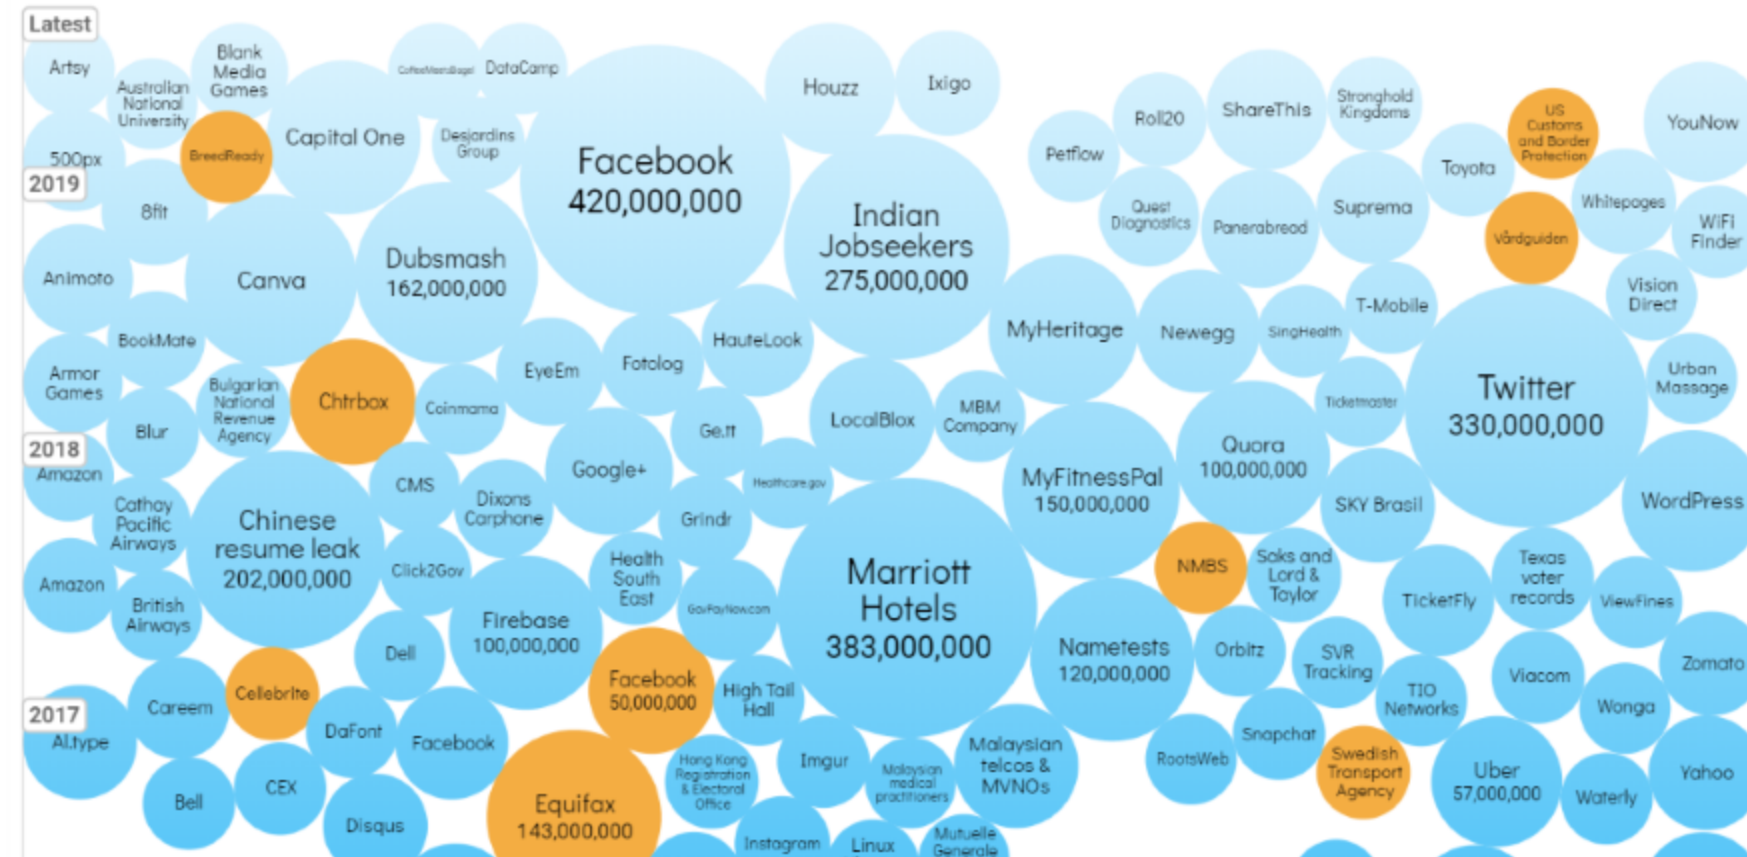 Latest
Artsy
Australian
National
University
Blank
Media
Games
CoffeeMeetsBagel
DataCamp
Houzz
Ixigo
Capital One
Desjardins
Group
BreedReady
500px
2019
8fit
Facebook
420,000,000
Indian
Jobseekers
275,000,000
Petflow
Roll20
ShareThis
Stronghold
Kingdoms
US
Customs
and Border
Protection
YouNow
Toyota
Quest
Diagnostics
Panerabread
Suprema
Vårdguiden
Whitepages
WiFi
Finder
Animoto
Canva
Dubsmash
162,000,000
Vision
Direct
T-Mobile
MyHeritage
Newegg
SingHealth
BookMate
HauteLook
Fotolog
EyeEm
Armor
Games
Bulgarian
National
Revenue
Agency
Chtrbox
Coinmama
Urban
Massage
Twitter
330,000,000
Ticketmaster
LocalBlox
MBM
Company
Ge.tt
Blur
2018
Amazon
Quora
100,000,000
Google+
CMS
Healthcare.gov
MyFitnessPal
150,000,000
SKY Brasil
WordPress
Cathay
Pacific
Airways
Chinese
resume leak
202,000,000
Dixons
Carphone
Grindr
Amazon
British
Airways
Click2Gov
Health
South
East
Marriott
Hotels
383,000,000
NMBS
Saks and
Lord &
Taylor
TicketFly
Texas
voter
records
ViewFines
Firebase
100,000,000
GovPayNow.com
Dell
Nametests
120,000,000
Orbitz
SVR
Tracking
Viacom
Zomato
Cellebrite
Careem
Facebook
50,000,000
High Tail
Hall
TIO
Networks
Wonga
2017
Al.type
DaFont
Facebook
Hong Kong
Registration
& Electoral
Office
Imgur
Malaysian
medical
practitioners
Malaysian
telcos &
MVNOs
RootsWeb
Snapchat
Swedish
Transport
Agency
Uber
57,000,000
Waterly
Yahoo
Bell
CEX
Disqus
Equifax
143,000,000
Instagram
Linux
Mutuelle
Generale